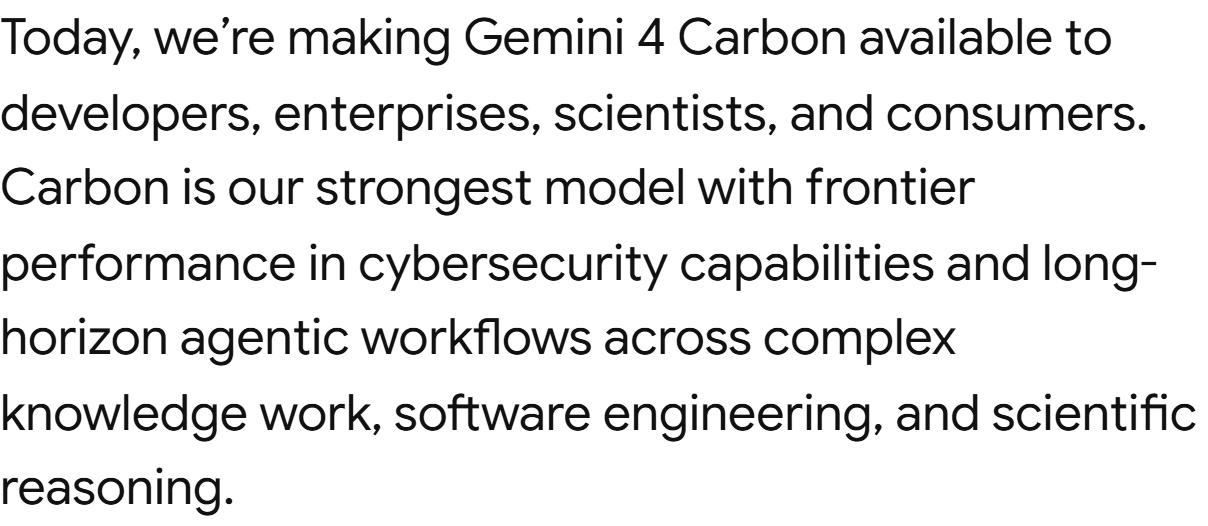 Today, we’re making Gemini 4 Carbon available to
developers, enterprises, scientists, and consumers.
Carbon is our strongest model with frontier
performance in cybersecurity capabilities and long-
horizon agentic workflows across complex
knowledge work, software engineering, and scientific
reasoning.